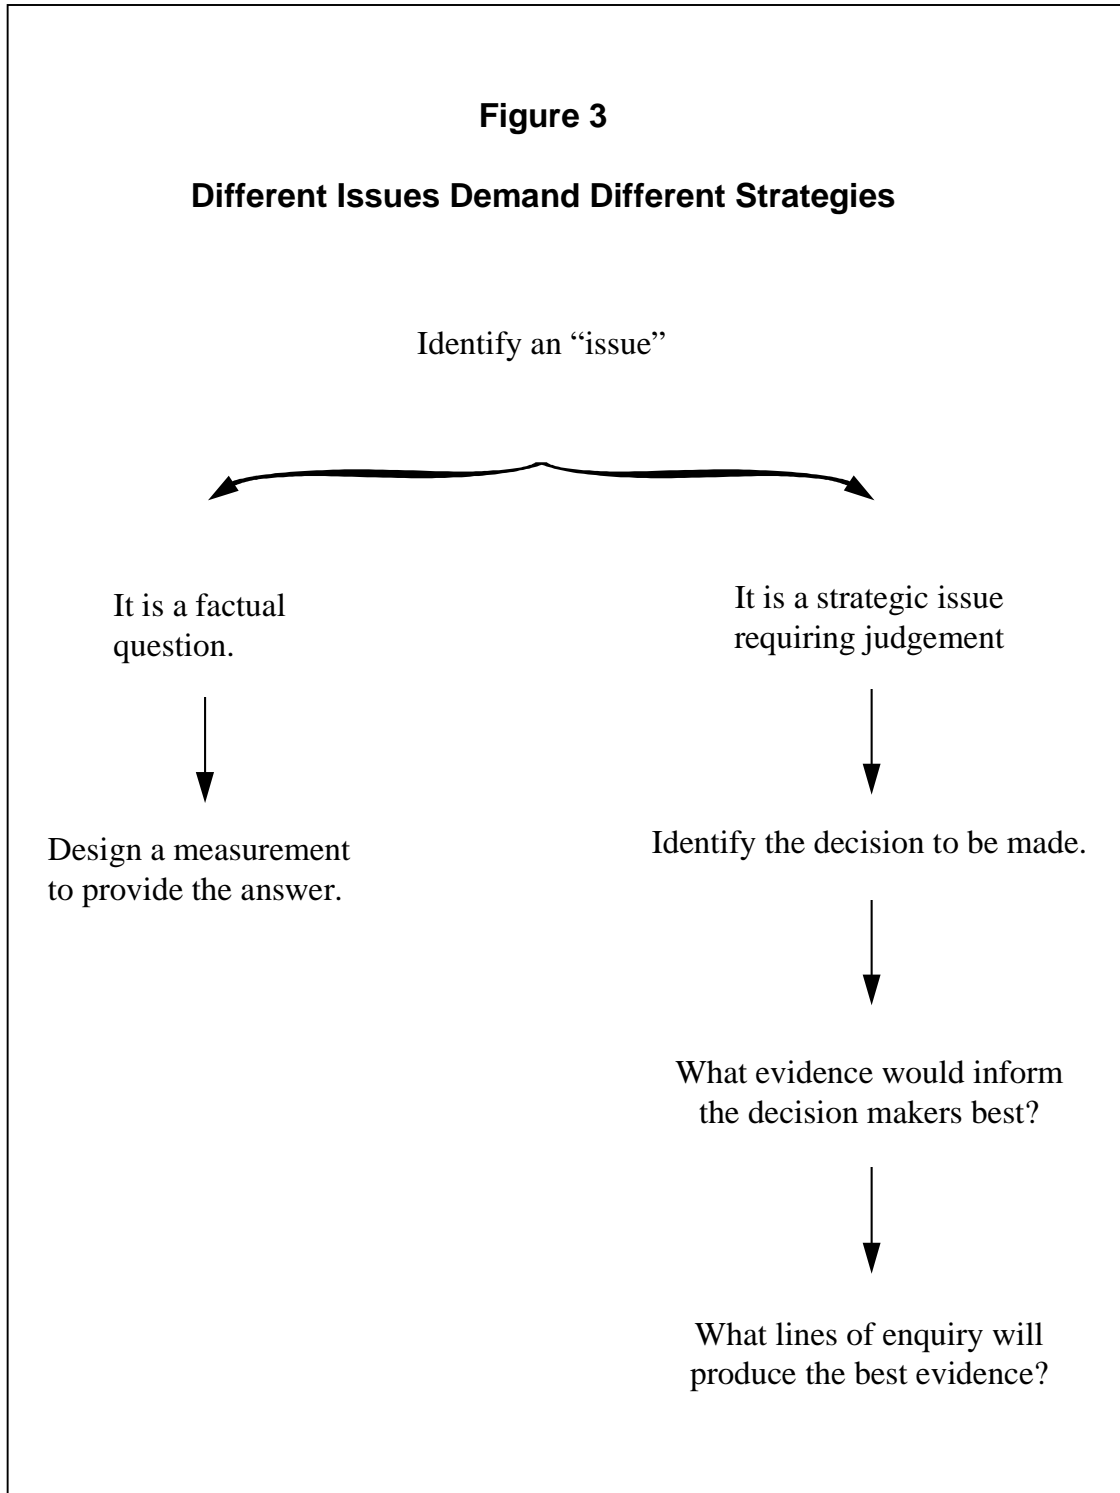 Figure 3
Different Issues Demand Different Strategies
Identify an “issue”
It is a factual
question.
Design a measurement
to provide the answer.
It is a strategic issue
requiring judgement
Identify the decision to be made.
What evidence would inform
the decision makers best?
What lines of enquiry will
produce the best evidence?